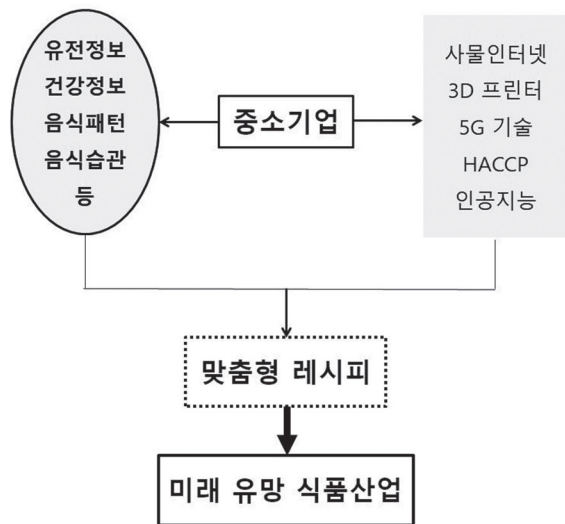 유전정보
건강정보
음식패턴
음식습관
등
중소기업
사물인터넷
3D 프린터
5G 기술
HACCP
인공지능
맞춤형 레시피
미래 유망 식품산업